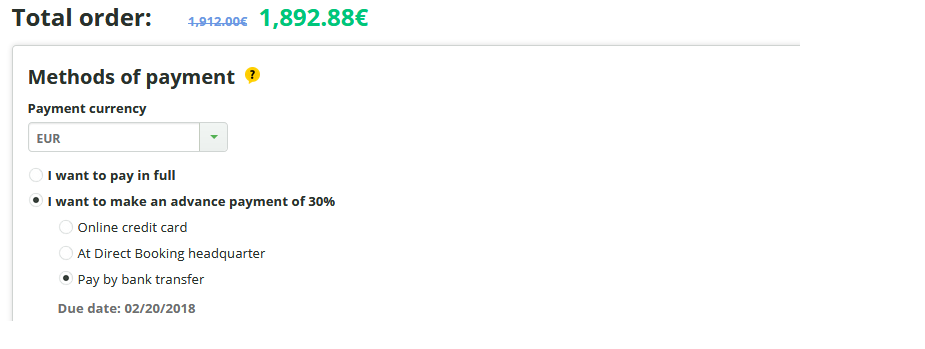 Total order: 1,912.00€ 1,892.88€
Methods of payment ?
Payment currency
EUR
I want to pay in full
I want to make an advance payment of 30%
Online credit card
At Direct Booking headquarter
Pay by bank transfer
Due date: 02/20/2018